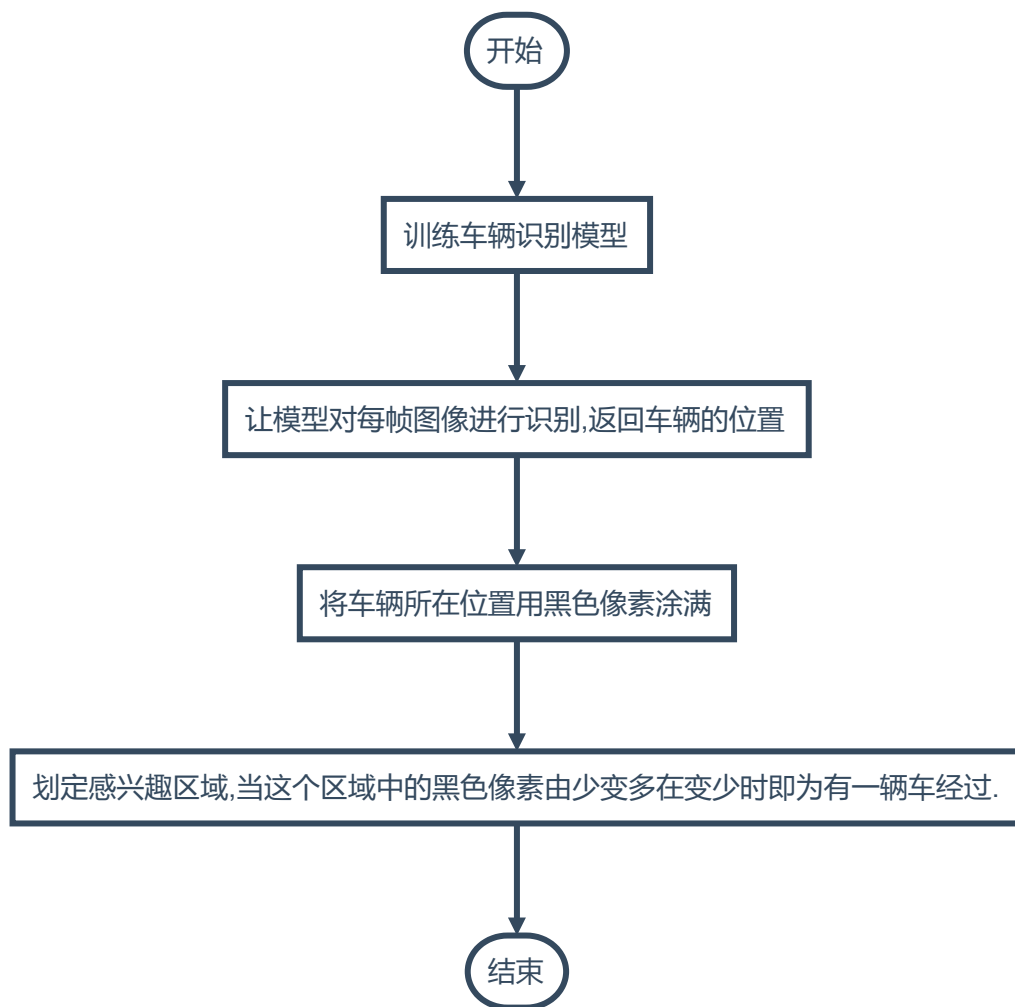 开始
训练车辆识别模型
让模型对每帧图像进行识别,返回车辆的位置
将车辆所在位置用黑色像素涂满
划定感兴趣区域,当这个区域中的黑色像素由少变多在变少时即为有一辆车经过.
结束